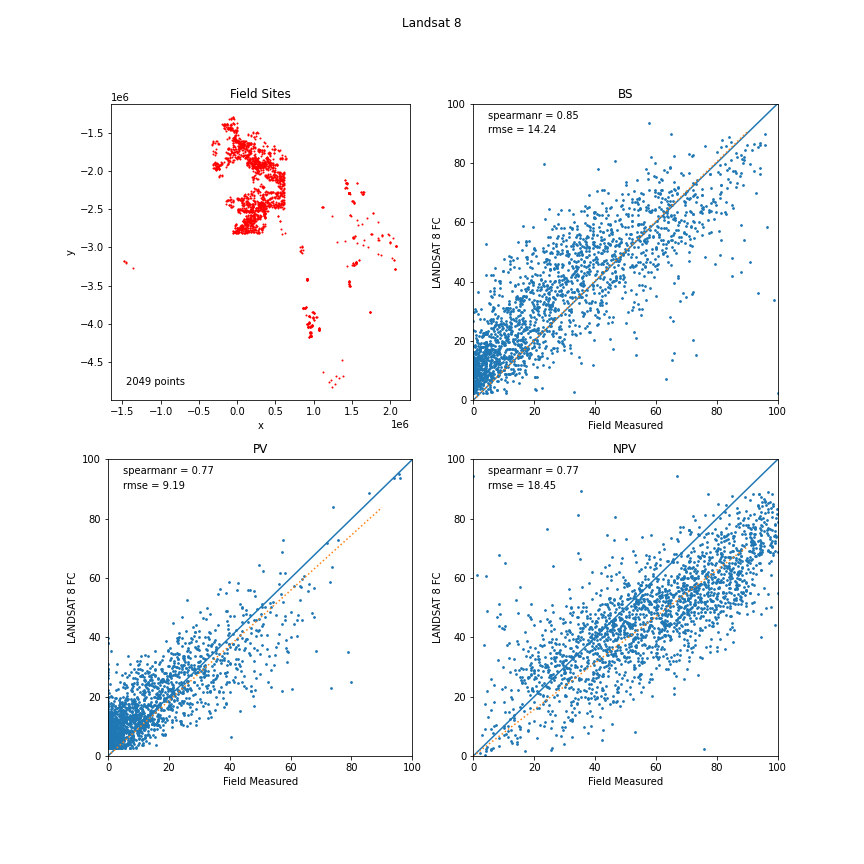 Landsat 8
Field Sites
1e6
−1.5
−2.0
−2.5
−3.0
−3.5
−4.0
−4.5
y
2049 points
−1.5 −1.0 −0.5 0.0 0.5 1.0 1.5 2.0
x
1e6
BS
spearmanr = 0.85
rmse = 14.24
100
80
60
40
20
0
LANDSAT 8 FC
0 20 40 60 80 100
Field Measured
PV
spearmanr = 0.77
rmse = 9.19
100
80
60
40
20
0
LANDSAT 8 FC
0 20 40 60 80 100
Field Measured
NPV
spearmanr = 0.77
rmse = 18.45
100
80
60
40
20
0
LANDSAT 8 FC
0 20 40 60 80 100
Field Measured